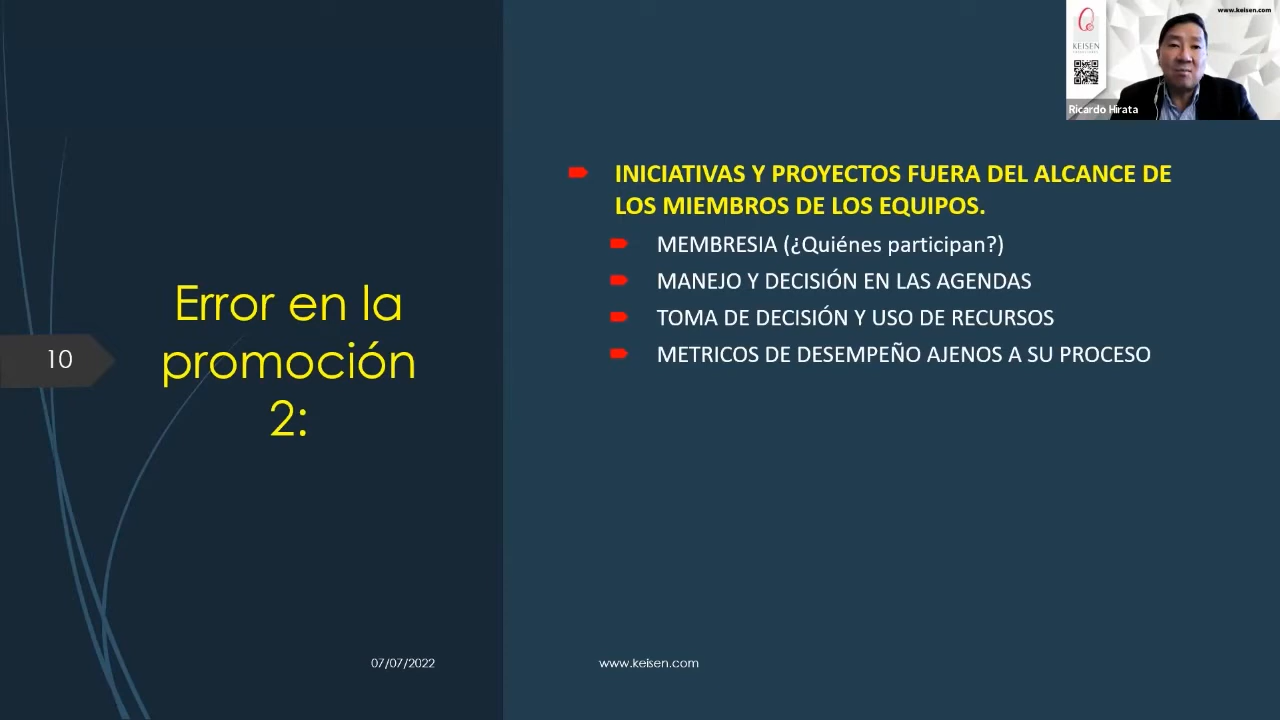 www.keisen.com
KEISEN
Ricardo Hirata
Error en la
promoción
2:
10
INICIATIVAS Y PROYECTOS FUERA DEL ALCANCE DE
LOS MIEMBROS DE LOS EQUIPOS.
MEMBRESIA (¿Quiénes participan?)
MANEJO Y DECISIÓN EN LAS AGENDAS
TOMA DE DECISIÓN Y USO DE RECURSOS
METRICOS DE DESEMPEÑO AJENOS A SU PROCESO
07/07/2022
www.keisen.com